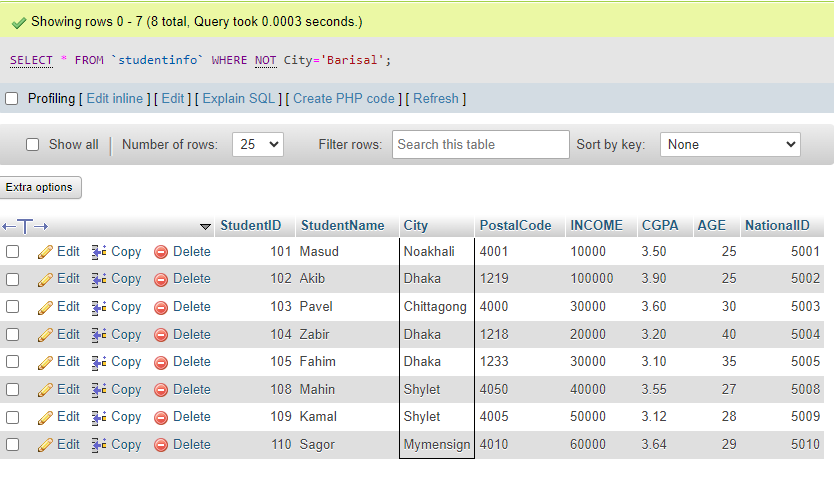 Showing rows 0 - 7 (8 total, Query took 0.0003 seconds.)
SELECT * FROM `studentinfo` WHERE NOT City='Barisal';
Profiling [ Edit inline ] [ Edit ] [ Explain SQL ] [ Create PHP code ] [ Refresh ]
Show all Number of rows: 25 Filter rows: Search this table Sort by key: None
Extra options
StudentID StudentName City PostalCode INCOME CGPA AGE NationalID
Edit Copy Delete 101 Masud Noakhali 4001 10000 3.50 25 5001
Edit Copy Delete 102 Akib Dhaka 1219 100000 3.90 25 5002
Edit Copy Delete 103 Pavel Chittagong 4000 30000 3.60 30 5003
Edit Copy Delete 104 Zabir Dhaka 1218 20000 3.20 40 5004
Edit Copy Delete 105 Fahim Dhaka 1233 30000 3.10 35 5005
Edit Copy Delete 108 Mahin Shylet 4050 40000 3.55 27 5008
Edit Copy Delete 109 Kamal Shylet 4005 50000 3.12 28 5009
Edit Copy Delete 110 Sagor Mymensign 4010 60000 3.64 29 5010